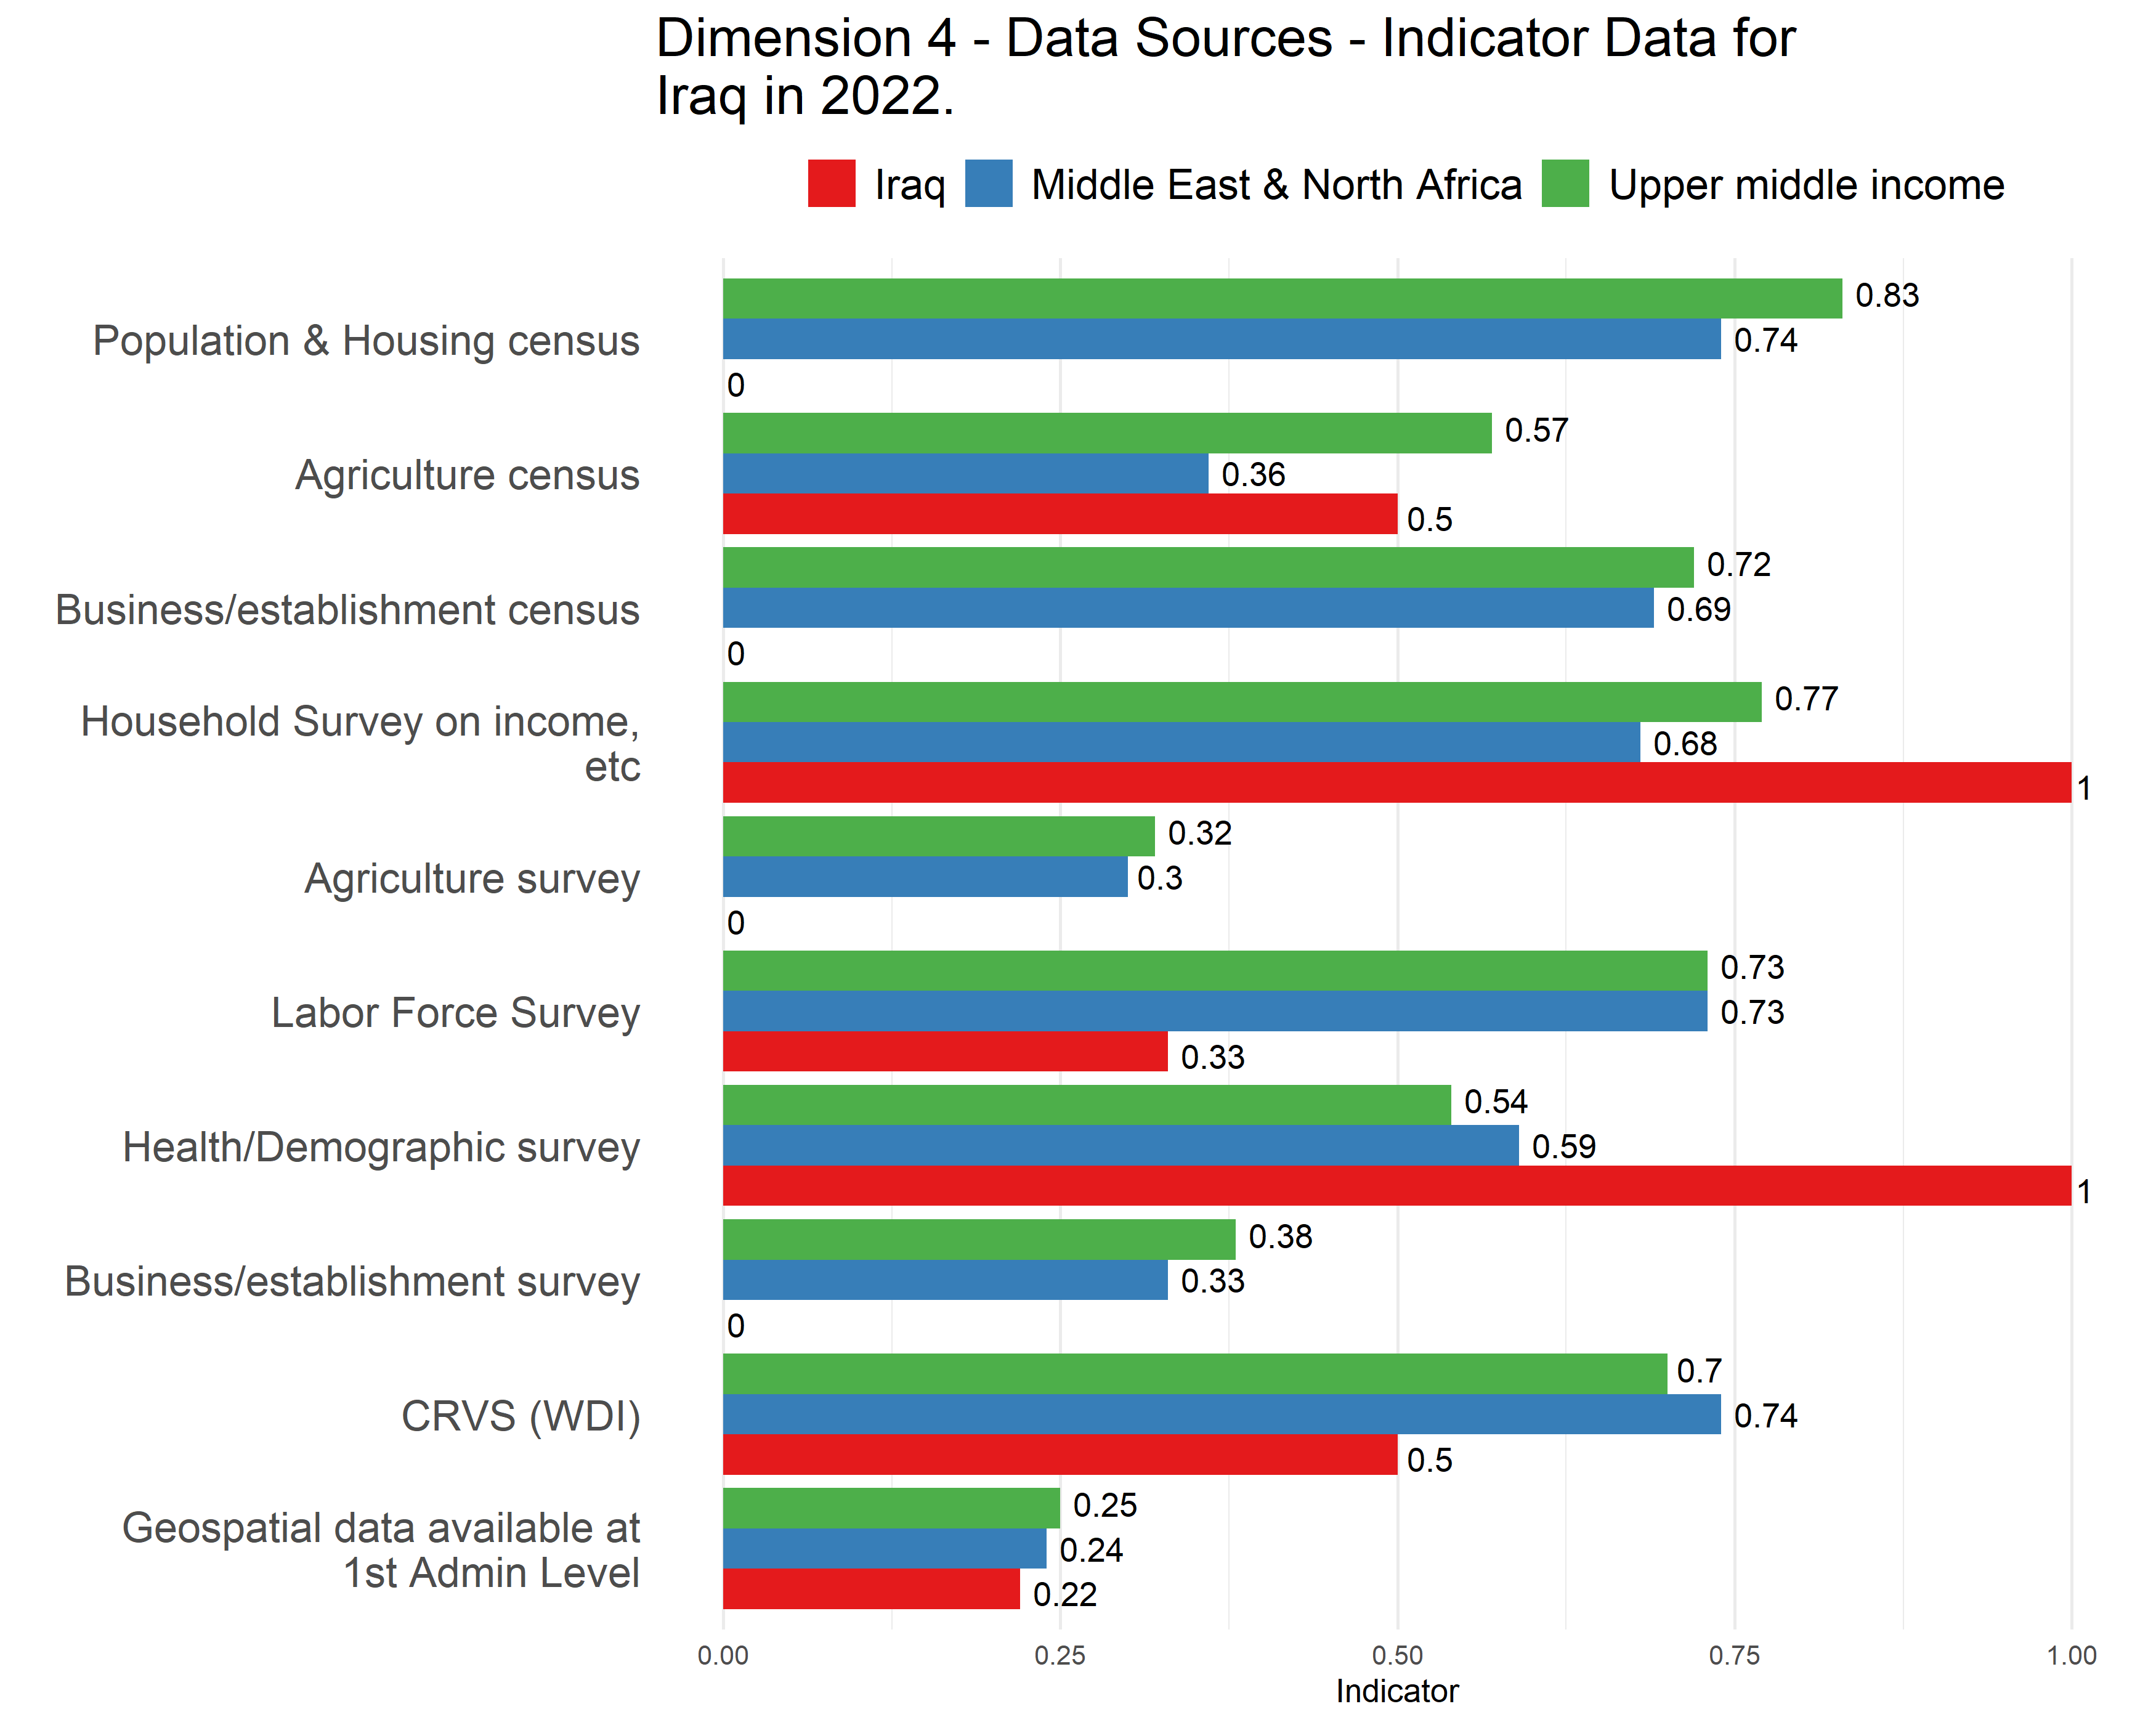 Dimension 4 - Data Sources - Indicator Data for
Iraq in 2022.
Iraq
Middle East & North Africa
Upper middle income
Population & Housing census
0.83
0.74
0
Agriculture census
0.57
0.36
0.5
Business/establishment census
0.72
0.69
0
Household Survey on income,
etc
0.77
0.68
1
Agriculture survey
0.32
0.3
0
Labor Force Survey
0.73
0.73
0.33
Health/Demographic survey
0.54
0.59
1
Business/establishment survey
0.38
0.33
0
CRVS (WDI)
0.7
0.74
0.5
Geospatial data available at
1st Admin Level
0.25
0.24
0.22
0.00
0.25
0.50
0.75
1.00
Indicator